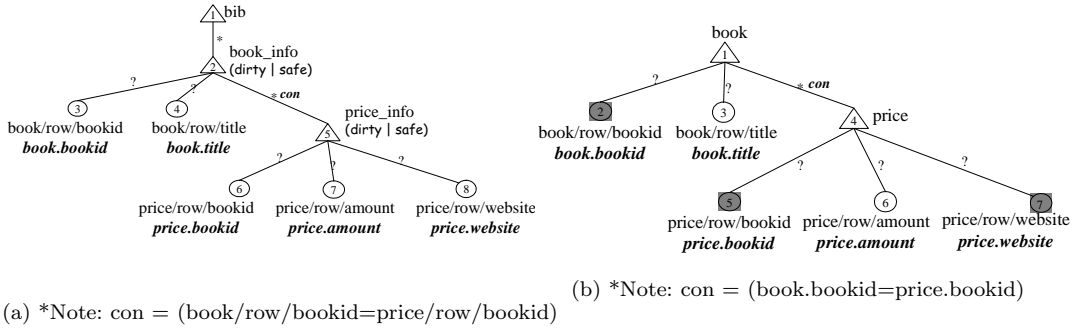 1 bib
*
book_info
2 (dirty | safe)
? ? * con
3 4
book/row/bookid book/row/title
book.bookid book.title
price_info
5 (dirty | safe)
? ? ?
6 7 8
price/row/bookid price/row/amount price/row/website
price.bookid price.amount price.website
(a) *Note: con = (book/row/bookid=price/row/bookid)
book
1
? ? * con
2 3
book/row/bookid book/row/title
book.bookid book.title
4 price
? ? ?
5 6 7
price/row/bookid price/row/amount price/row/website
price.bookid price.amount price.website
(b) *Note: con = (book.bookid=price.bookid)